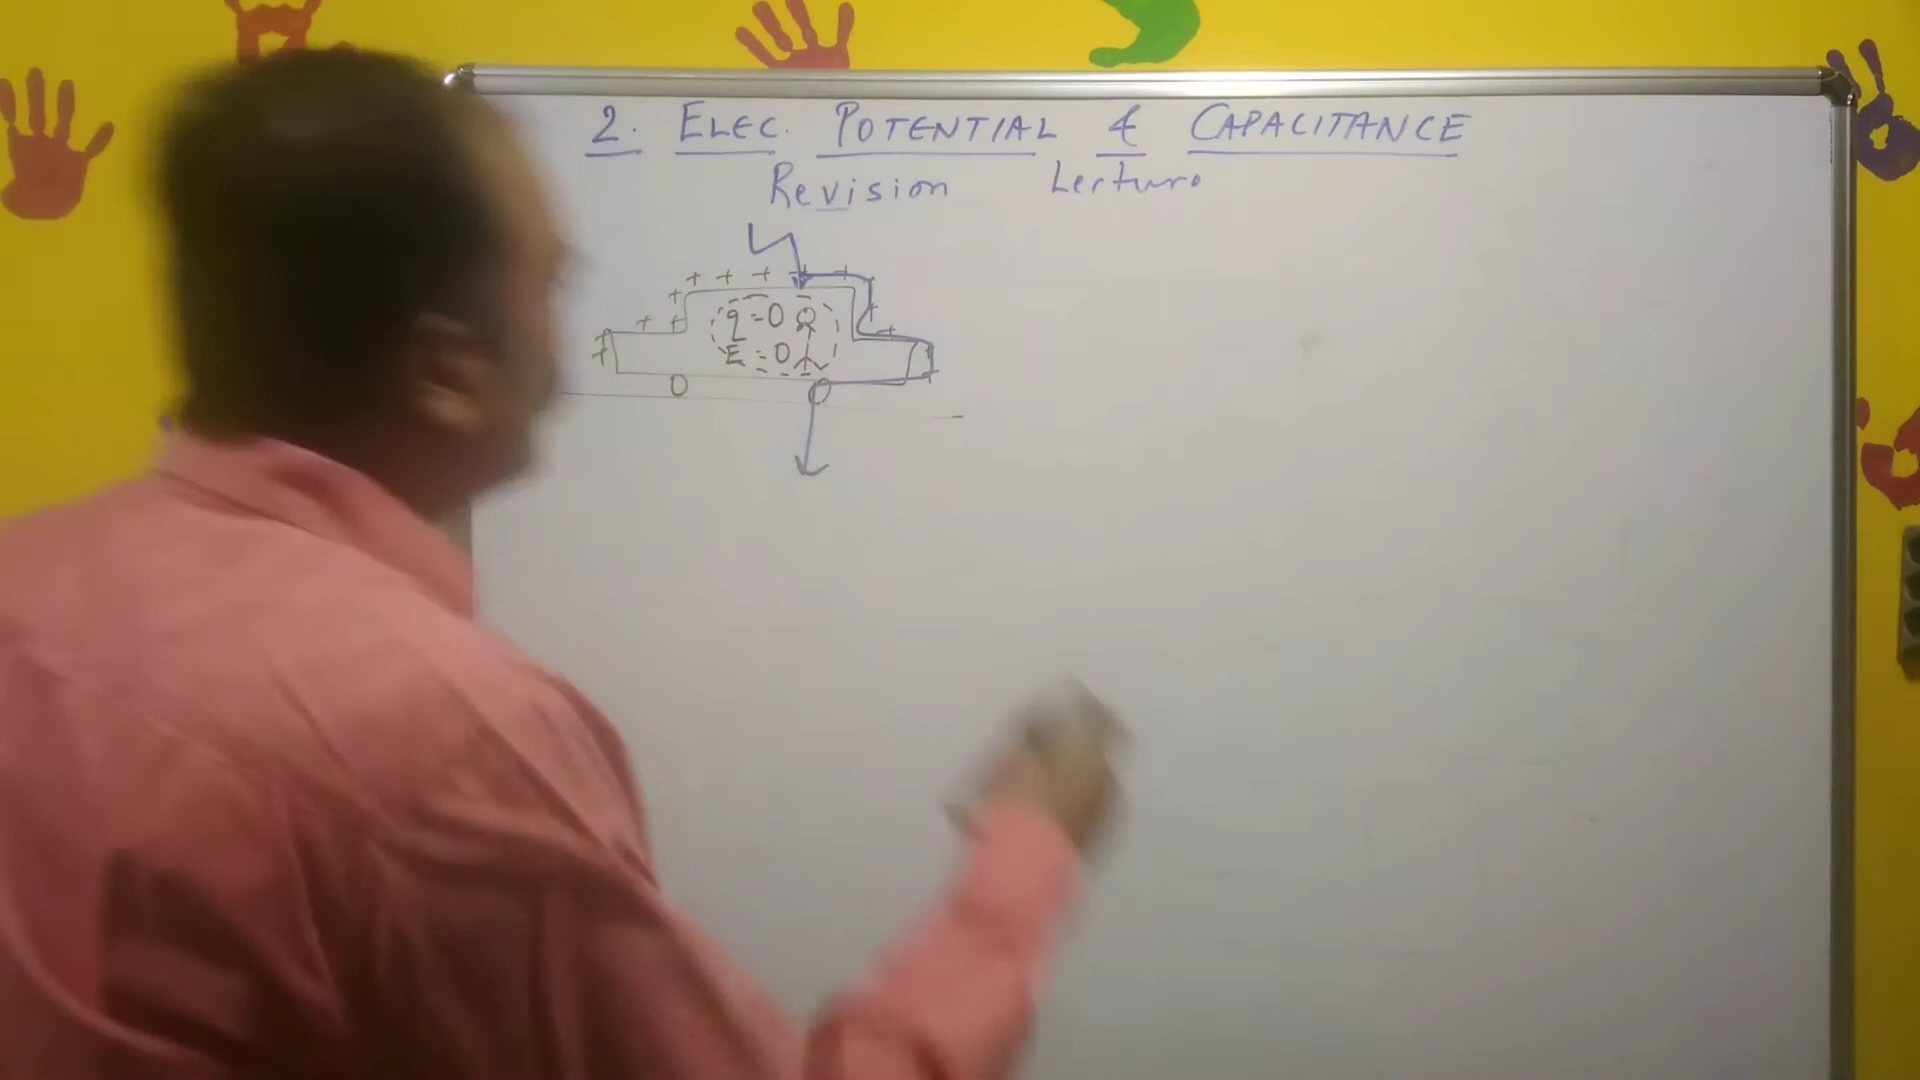 2. ELEC. POTENTIAL & CAPACITANCE
Revision Lecture
+ + + + +
+ +
+ + +
+ +
q = 0
E = 0